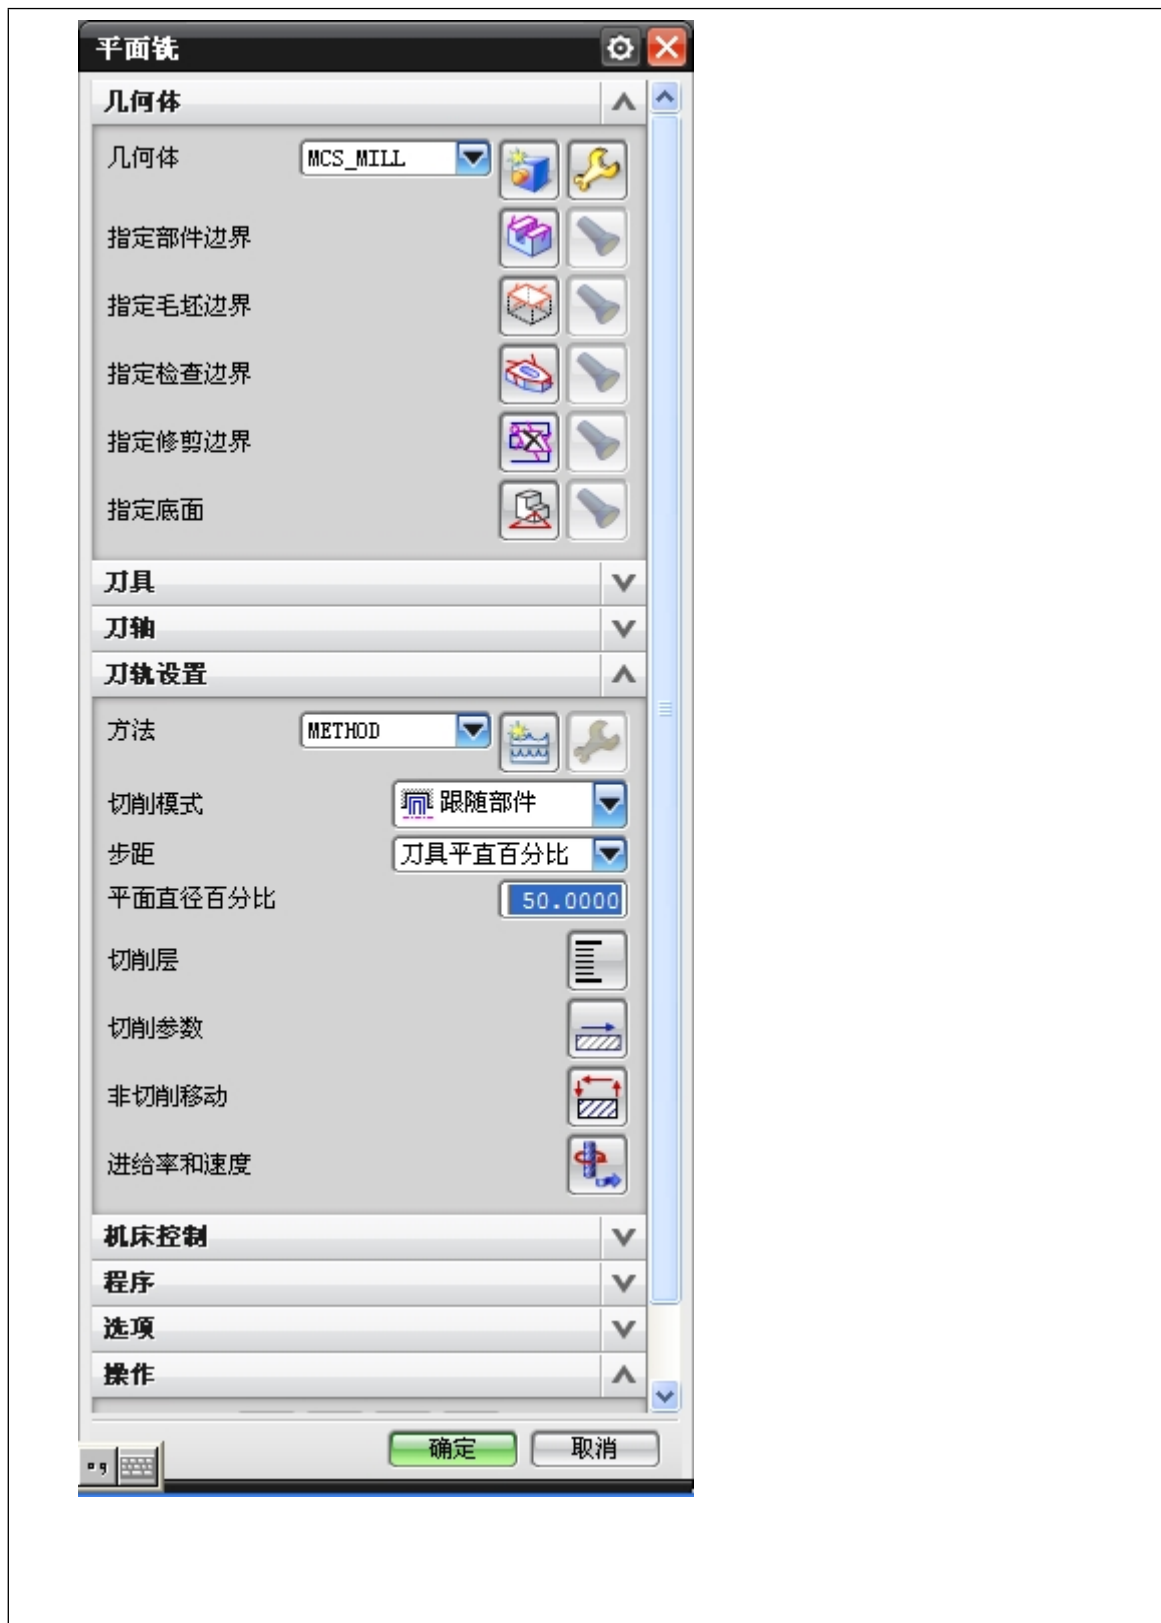 平面铣
几何体
几何体 MCS_MILL
指定部件边界
指定毛坯边界
指定检查边界
指定修剪边界
指定底面
刀具
刀轴
刀轨设置
方法 METHOD
切削模式 跟随部件
步距 刀具平直百分比
平面直径百分比 50.0000
切削层
切削参数
非切削移动
进给率和速度
机床控制
程序
选项
操作
确定 取消